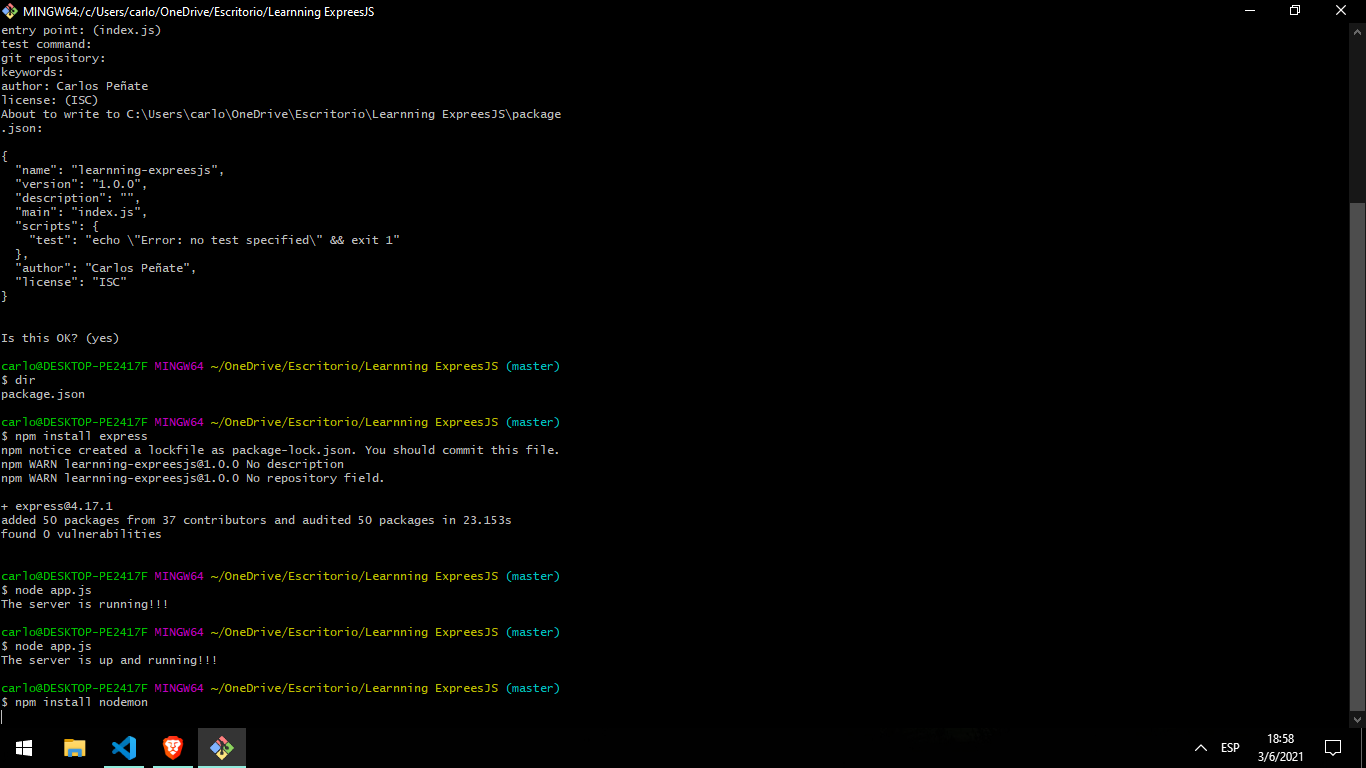 MINGW64:/c/Users/carlo/OneDrive/Escritorio/Learnning ExpreesJS
entry point: (index.js)
test command:
git repository:
keywords:
author: Carlos Peñate
license: (ISC)
About to write to C:\Users\carlo\OneDrive\Escritorio\Learnning ExpreesJS\package
.json:
{
  "name": "learnning-expreesjs",
  "version": "1.0.0",
  "description": "",
  "main": "index.js",
  "scripts": {
    "test": "echo \"Error: no test specified\" && exit 1"
  },
  "author": "Carlos Peñate",
  "license": "ISC"
}
Is this OK? (yes)
carlo@DESKTOP-PE2417F MINGW64 ~/OneDrive/Escritorio/Learnning ExpreesJS (master)
$ dir
package.json
carlo@DESKTOP-PE2417F MINGW64 ~/OneDrive/Escritorio/Learnning ExpreesJS (master)
$ npm install express
npm notice created a lockfile as package-lock.json. You should commit this file.
npm WARN learnning-expreesjs@1.0.0 No description
npm WARN learnning-expreesjs@1.0.0 No repository field.
+ express@4.17.1
added 50 packages from 37 contributors and audited 50 packages in 23.153s
found 0 vulnerabilities
carlo@DESKTOP-PE2417F MINGW64 ~/OneDrive/Escritorio/Learnning ExpreesJS (master)
$ node app.js
The server is running!!!
carlo@DESKTOP-PE2417F MINGW64 ~/OneDrive/Escritorio/Learnning ExpreesJS (master)
$ node app.js
The server is up and running!!!
carlo@DESKTOP-PE2417F MINGW64 ~/OneDrive/Escritorio/Learnning ExpreesJS (master)
$ npm install nodemon
ESP
18:58
3/6/2021